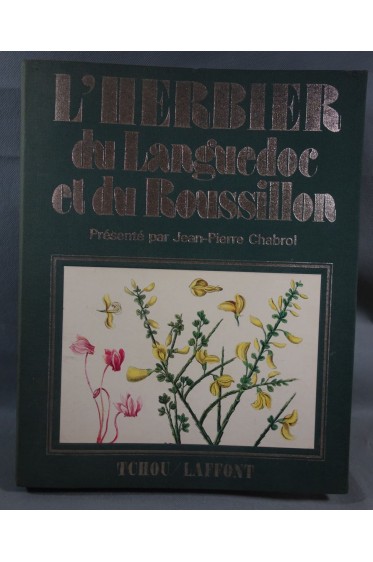 L'HERBIER
du Languedoc
et du Roussillon
Présenté par Jean-Pierre Chabrol
TCHOU / LAFFONT